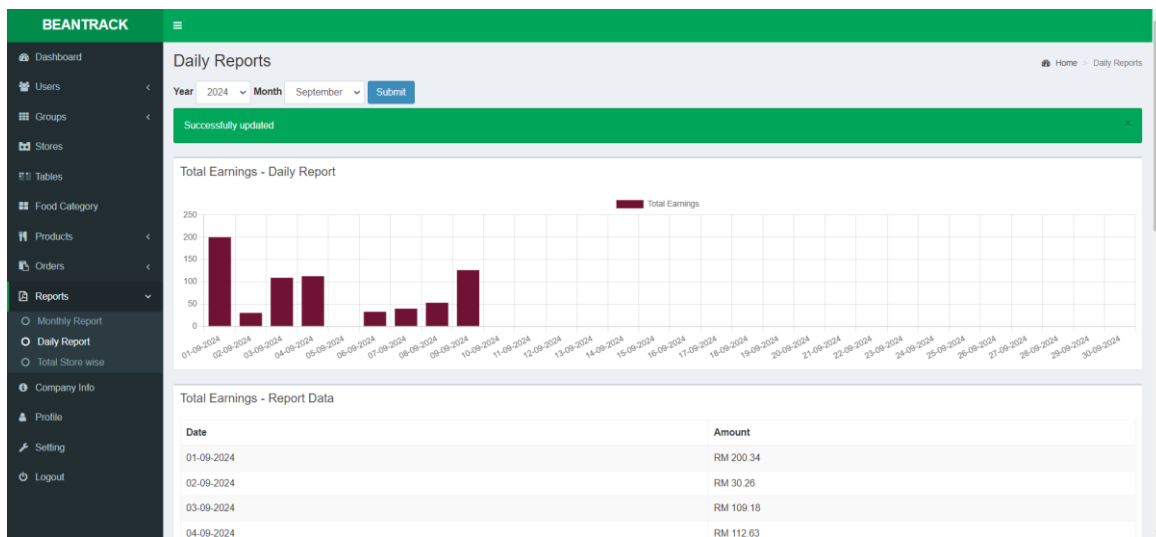 BEANTRACK
Dashboard
Users
Groups
Stores
Tables
Food Category
Products
Orders
Reports
Monthly Report
Daily Report
Total Store wise
Company Info
Profile
Setting
Logout
Daily Reports
Home > Daily Reports
Year 2024 Month September Submit
Successfully updated ×
Total Earnings - Daily Report
Total Earnings
250
200
150
100
50
0
01-09-2024 02-09-2024 03-09-2024 04-09-2024 05-09-2024 06-09-2024 07-09-2024 08-09-2024 09-09-2024 10-09-2024 11-09-2024 12-09-2024 13-09-2024 14-09-2024 15-09-2024 16-09-2024 17-09-2024 18-09-2024 19-09-2024 20-09-2024 21-09-2024 22-09-2024 23-09-2024 24-09-2024 25-09-2024 26-09-2024 27-09-2024 28-09-2024 29-09-2024 30-09-2024
Total Earnings - Report Data
Date Amount
01-09-2024 RM 200.34
02-09-2024 RM 30.26
03-09-2024 RM 109.18
04-09-2024 RM 112.63